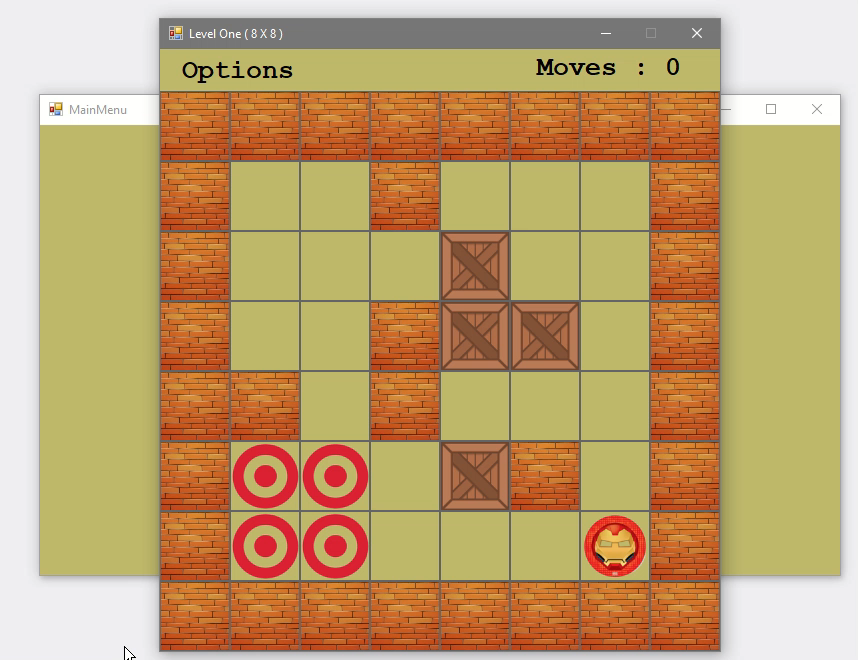 Level One ( 8 X 8 )
Options
Moves : 0
MainMenu